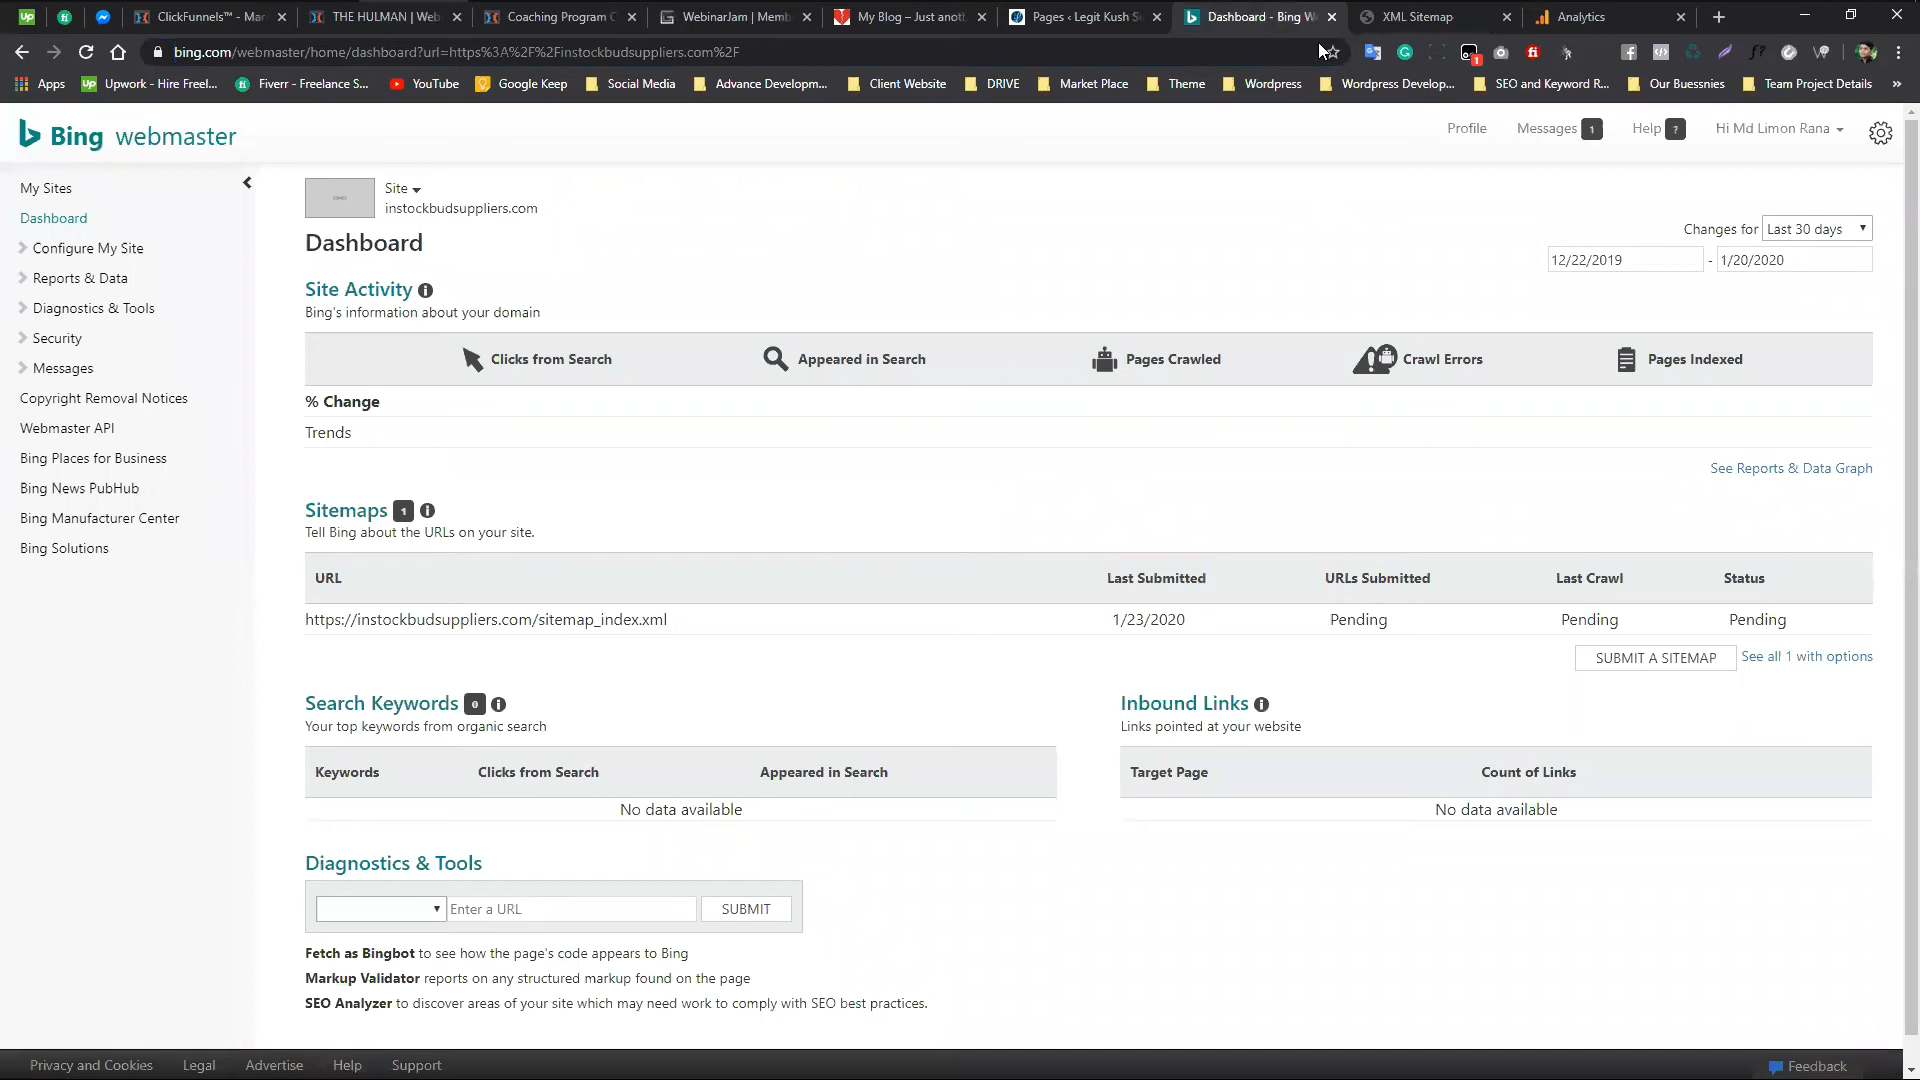 ClickFunnels™ - Mar
THE HULMAN | Web
Coaching Program C
WebinarJam | Memb
My Blog – Just anot
Pages ‹ Legit Kush S
Dashboard - Bing W
XML Sitemap
Analytics
bing.com/webmaster/home/dashboard?url=https%3A%2F%2Finstockbudsuppliers.com%2F
Apps
Upwork - Hire Freel...
Fiverr - Freelance S...
YouTube
Google Keep
Social Media
Advance Developm...
Client Website
DRIVE
Market Place
Theme
Wordpress
Wordpress Develop...
SEO and Keyword R...
Our Buessnies
Team Project Details
»
Bing webmaster
Profile
Messages 1
Help ?
Hi Md Limon Rana
My Sites
Dashboard
Configure My Site
Reports & Data
Diagnostics & Tools
Security
Messages
Copyright Removal Notices
Webmaster API
Bing Places for Business
Bing News PubHub
Bing Manufacturer Center
Bing Solutions
Site
instockbudsuppliers.com
Dashboard
Changes for Last 30 days
12/22/2019 - 1/20/2020
Site Activity
Bing's information about your domain
Clicks from Search Appeared in Search Pages Crawled Crawl Errors Pages Indexed
% Change
Trends
See Reports & Data Graph
Sitemaps 1
Tell Bing about the URLs on your site.
URL Last Submitted URLs Submitted Last Crawl Status
https://instockbudsuppliers.com/sitemap_index.xml 1/23/2020 Pending Pending Pending
SUBMIT A SITEMAP See all 1 with options
Search Keywords 0
Your top keywords from organic search
Keywords Clicks from Search Appeared in Search
No data available
Inbound Links
Links pointed at your website
Target Page Count of Links
No data available
Diagnostics & Tools
Enter a URL SUBMIT
Fetch as Bingbot to see how the page's code appears to Bing
Markup Validator reports on any structured markup found on the page
SEO Analyzer to discover areas of your site which may need work to comply with SEO best practices.
Privacy and Cookies Legal Advertise Help Support
Feedback